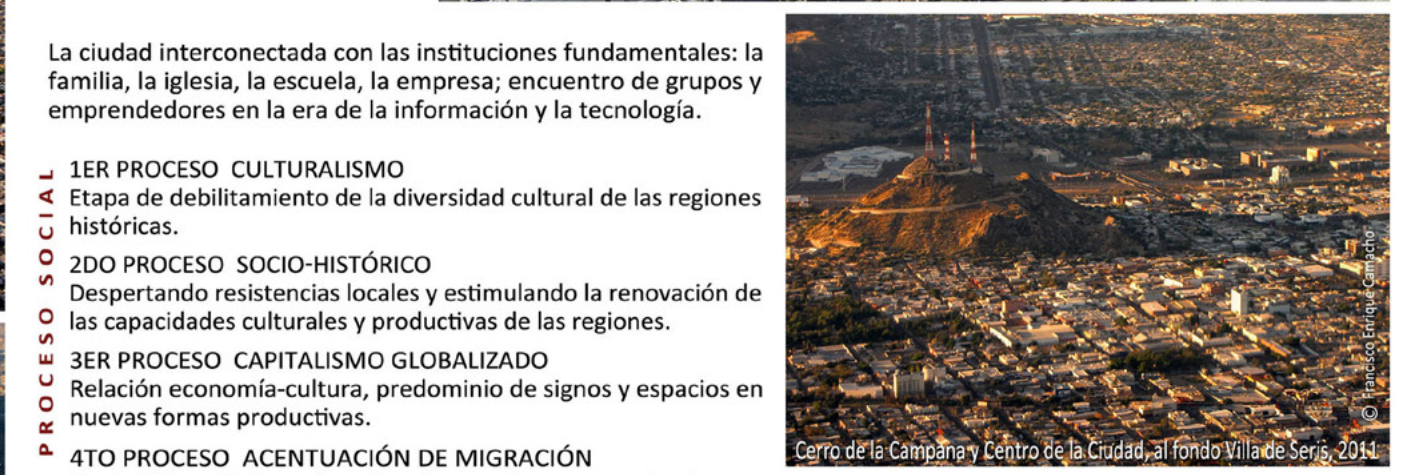 La ciudad interconectada con las instituciones fundamentales: la
familia, la iglesia, la escuela, la empresa; encuentro de grupos y
emprendedores en la era de la información y la tecnología.
PROCESO SOCIAL
1ER PROCESO CULTURALISMO
Etapa de debilitamiento de la diversidad cultural de las regiones
históricas.
2DO PROCESO SOCIO-HISTÓRICO
Despertando resistencias locales y estimulando la renovación de
las capacidades culturales y productivas de las regiones.
3ER PROCESO CAPITALISMO GLOBALIZADO
Relación economía-cultura, predominio de signos y espacios en
nuevas formas productivas.
4TO PROCESO ACENTUACIÓN DE MIGRACIÓN
© Francisco Enrique Camacho
Cerro de la Campana y Centro de la Ciudad, al fondo Villa de Seris, 2011